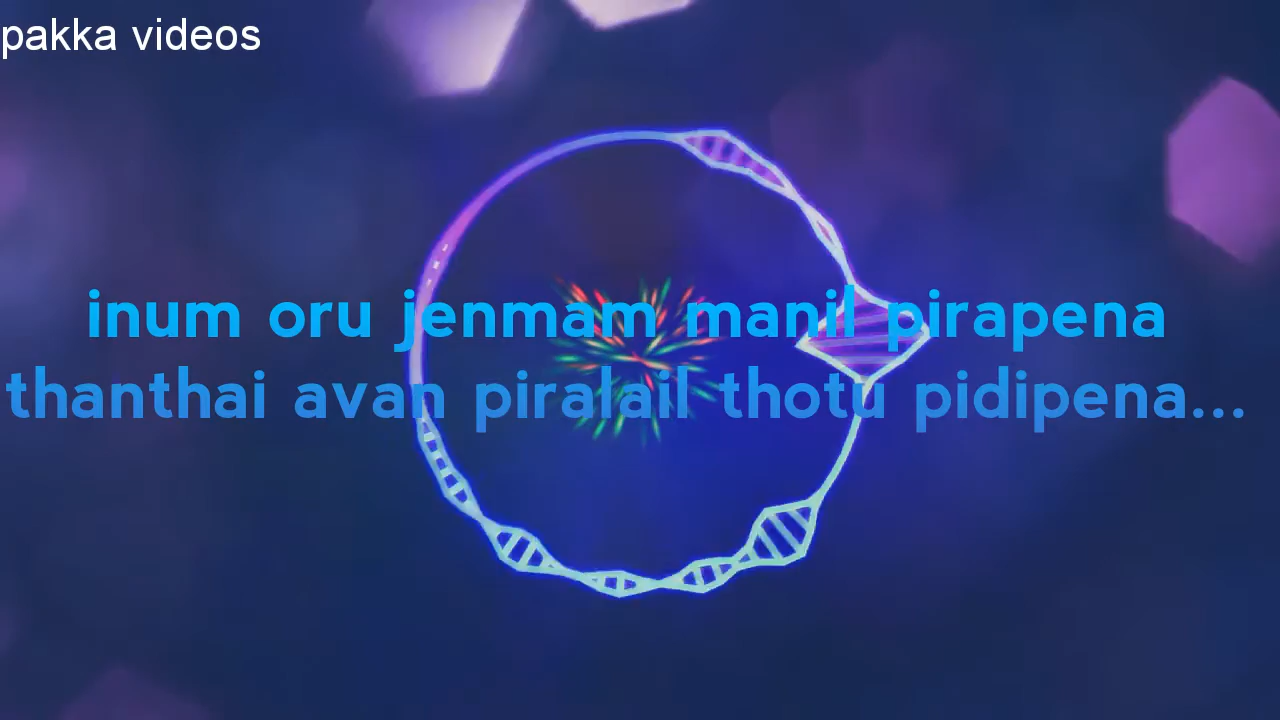 pakka videos
inum oru jenmam manil pirapena
thanthai avan piralail thotu pidipena...